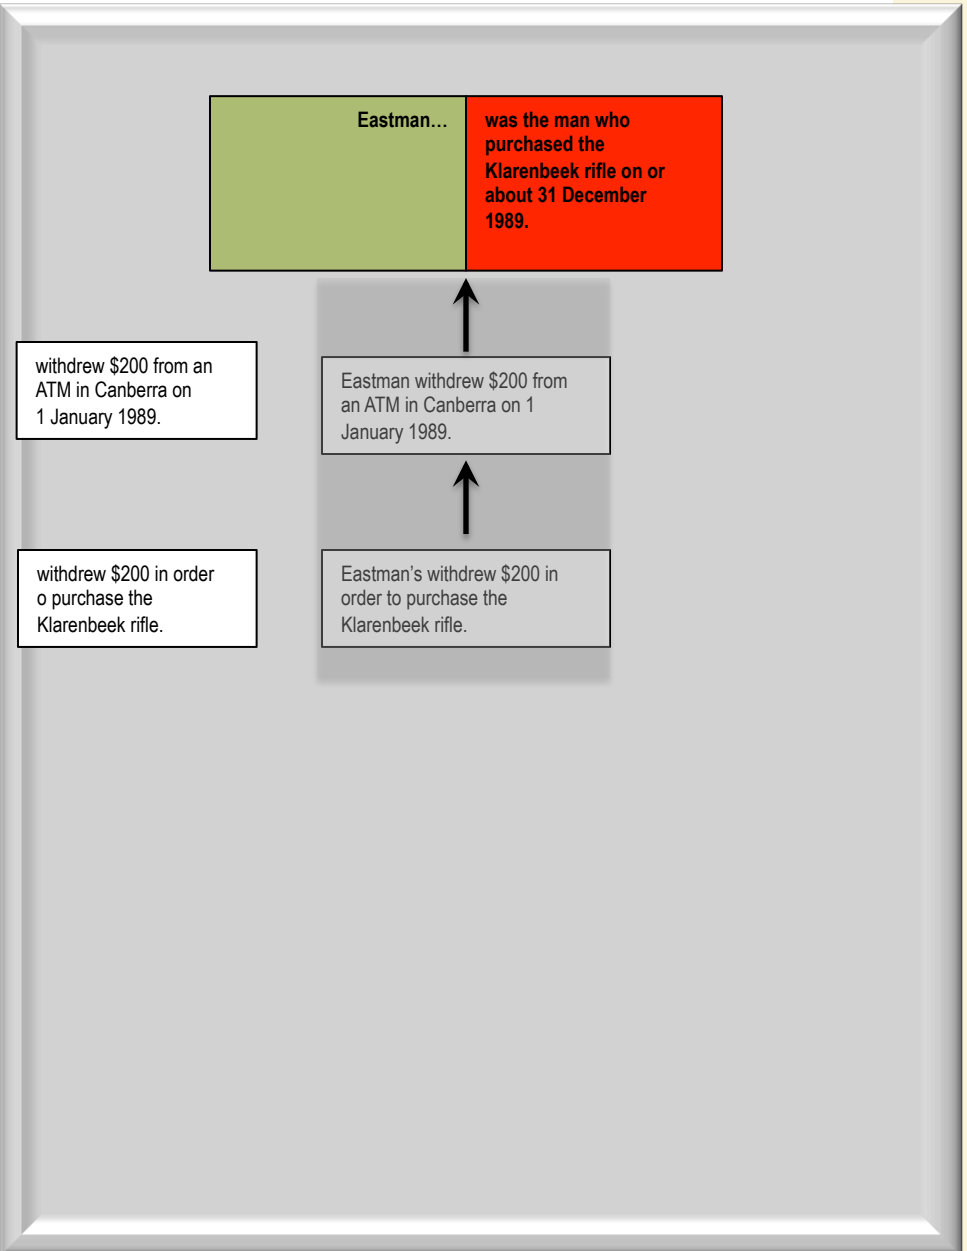 Eastman…
was the man who
purchased the
Klarenbeek rifle on or
about 31 December
1989.
withdrew $200 from an
ATM in Canberra on
1 January 1989.
Eastman withdrew $200 from
an ATM in Canberra on 1
January 1989.
withdrew $200 in order
o purchase the
Klarenbeek rifle.
Eastman’s withdrew $200 in
order to purchase the
Klarenbeek rifle.